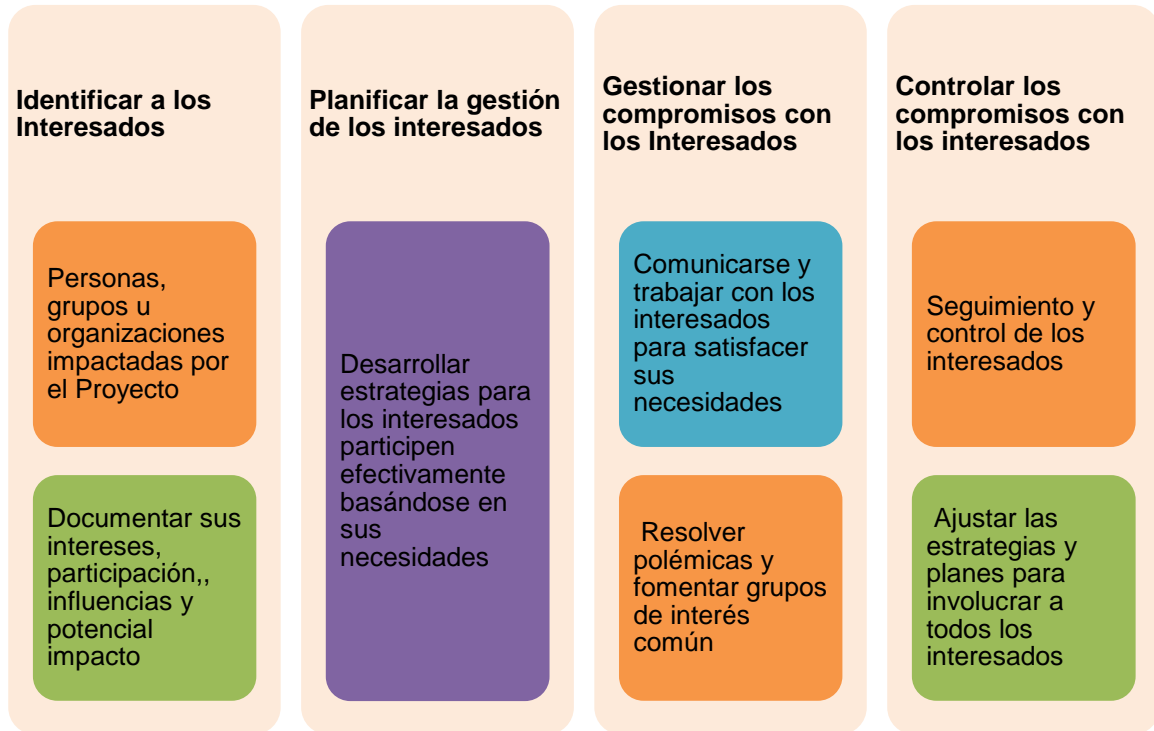 Identificar a los
Interesados
Personas,
grupos u
organizaciones
impactadas por
el Proyecto
Documentar sus
intereses,
participación,,
influencias y
potencial
impacto
Planificar la gestión
de los interesados
Desarrollar
estrategias para
los interesados
participen
efectivamente
basándose en
sus
necesidades
Gestionar los
compromisos con
los Interesados
Comunicarse y
trabajar con los
interesados
para satisfacer
sus
necesidades
Resolver
polémicas y
fomentar grupos
de interés
común
Controlar los
compromisos con
los interesados
Seguimiento y
control de los
interesados
Ajustar las
estrategias y
planes para
involucrar a
todos los
interesados